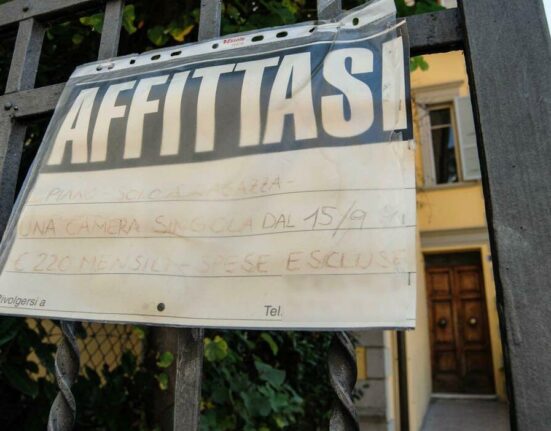 AFFITTASI
PIANO - SOLO A RAGAZZA -
UNA CAMERA SINGOLA DAL 15/9
€ 220 MENSILI - SPESE ESCLUSE
Rivolgersi a Tel.